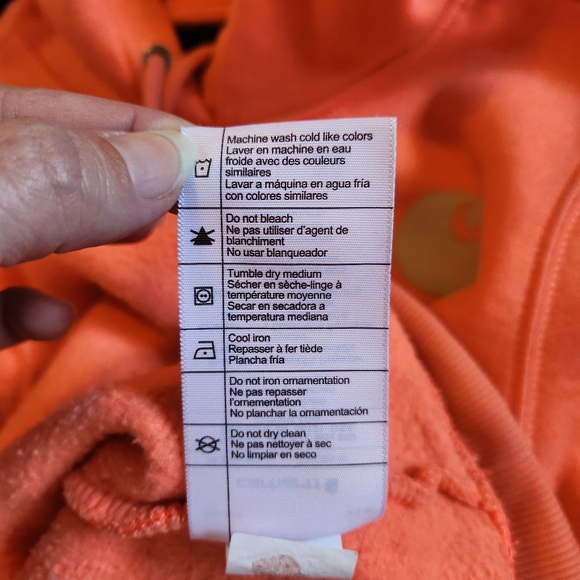 Machine wash cold like colors
Laver en machine en eau
froide avec des couleurs
similaires
Lavar a máquina en agua fría
con colores similares
Do not bleach
Ne pas utiliser d'agent de
blanchiment
No usar blanqueador
Tumble dry medium
Sécher en sèche-linge à
température moyenne
Secar en secadora a
temperatura mediana
Cool iron
Repasser à fer tiède
Plancha fría
Do not iron ornamentation
Ne pas repasser
l'ornementation
No planchar la ornamentación
Do not dry clean
Ne pas nettoyer à sec
No limpiar en seco